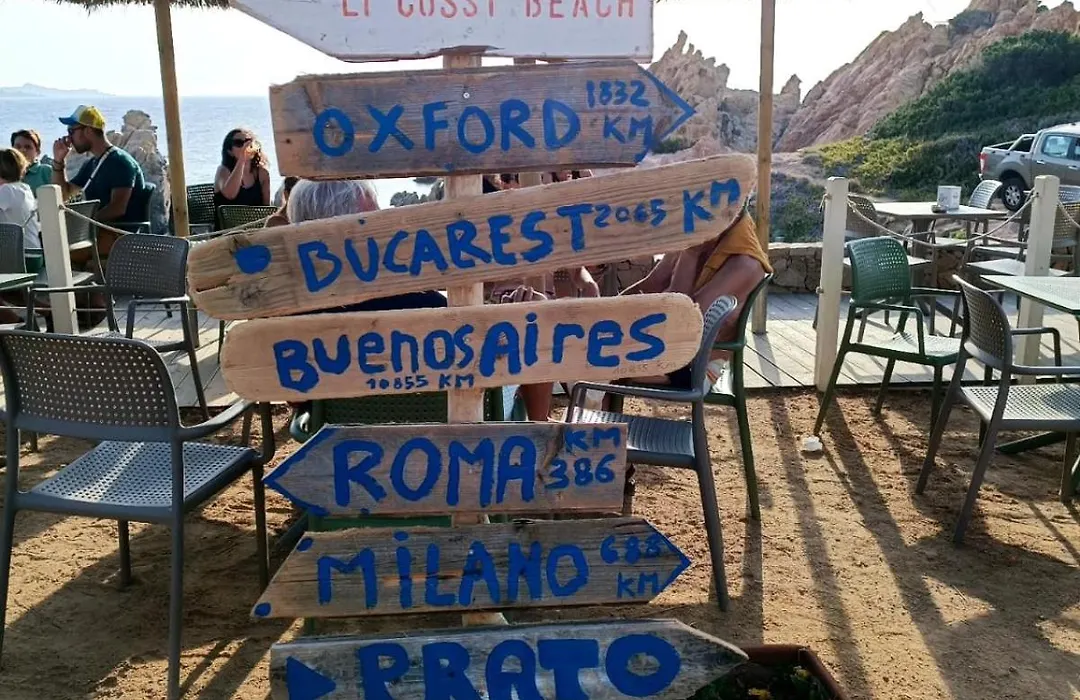 LI COSSI BEACH
OXFORD 1832 KM
BUCAREST 2065 KM
BUenosAires
10855 KM
ROMA KM 386
MiLANO 688 KM
PRATO